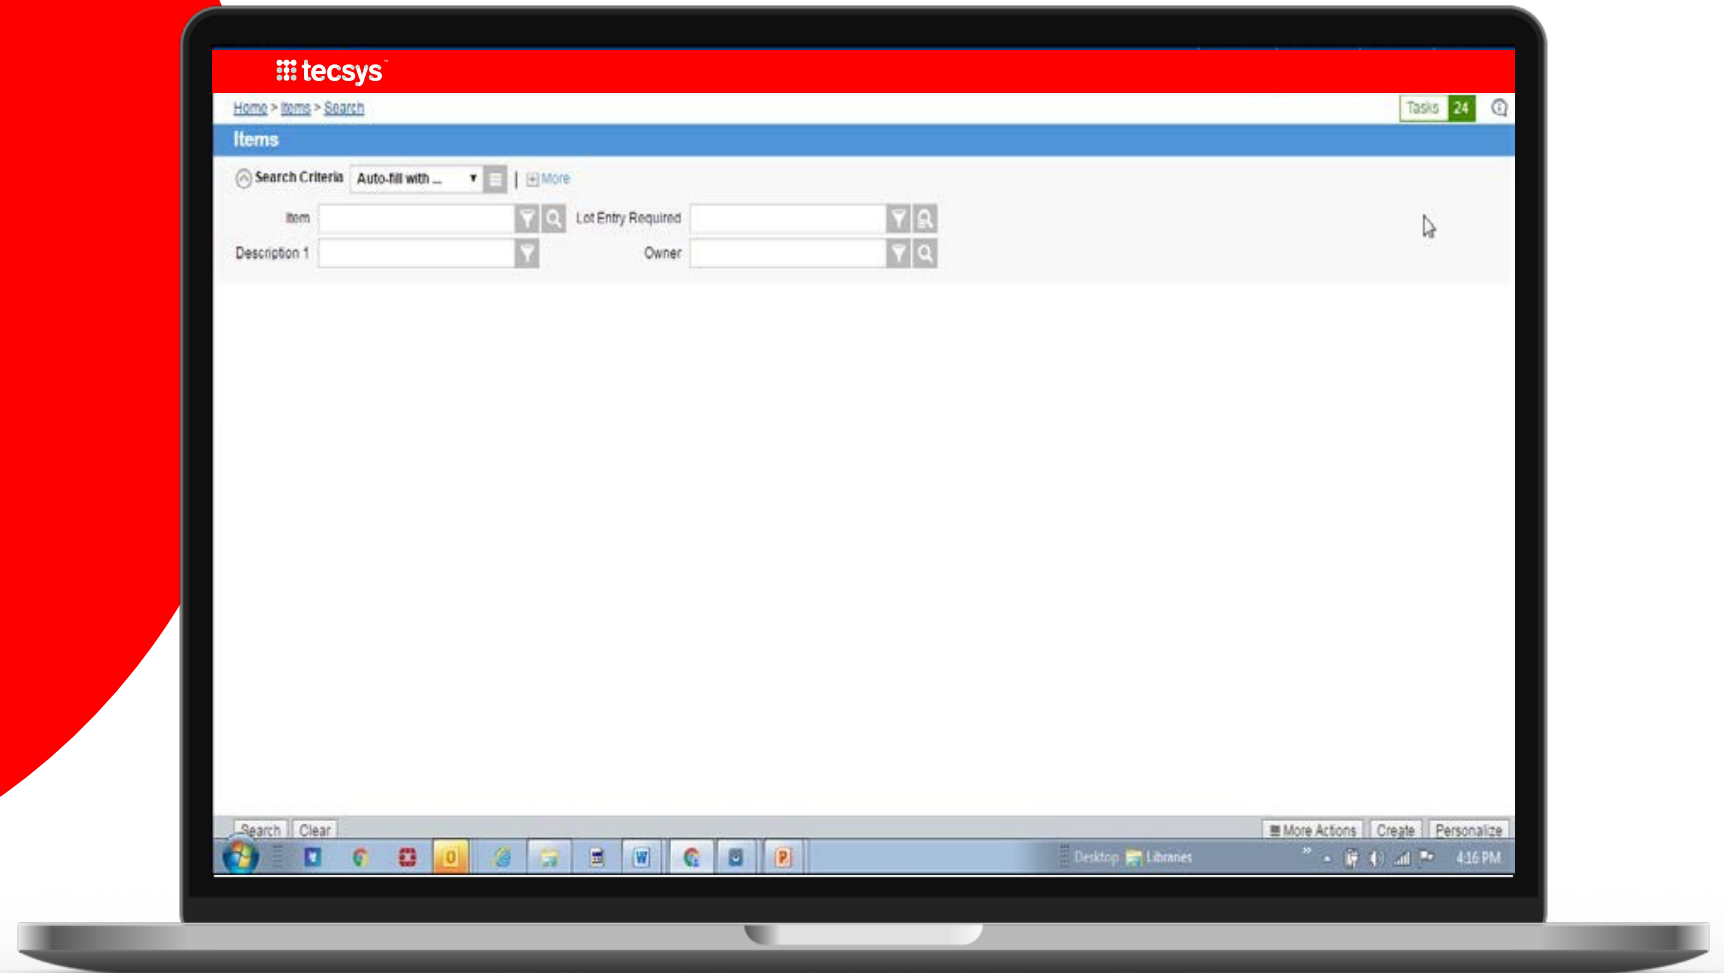 tecsys
Home > Items > Search
Tasks 24
Items
Search Criteria Auto-fill with ... | More
Item Lot Entry Required
Description 1 Owner
Search Clear More Actions Create Personalize
Desktop Libraries 4:16 PM